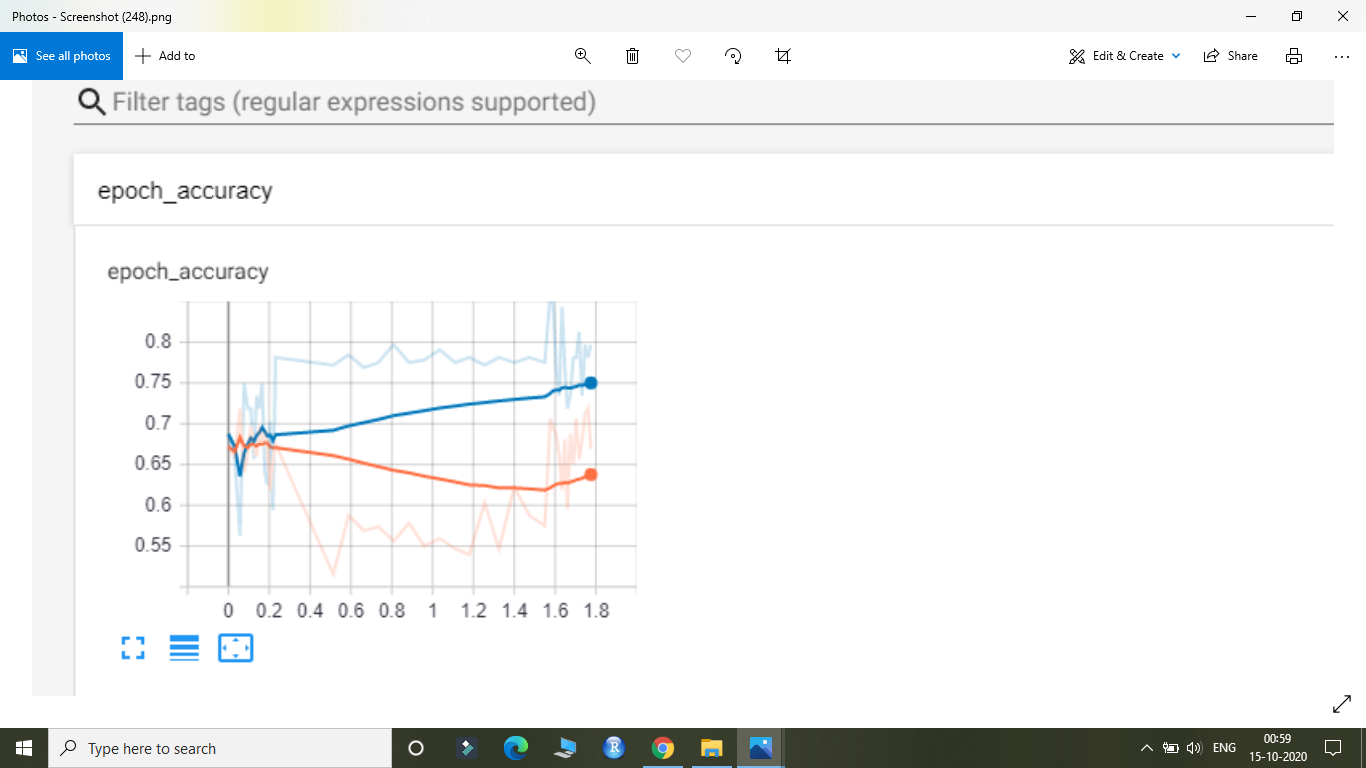 Photos - Screenshot (248).png
See all photos
Add to
Edit & Create
Share
Filter tags (regular expressions supported)
epoch_accuracy
epoch_accuracy
0.8
0.75
0.7
0.65
0.6
0.55
0 0.2 0.4 0.6 0.8 1 1.2 1.4 1.6 1.8
Type here to search
R
ENG
00:59
15-10-2020